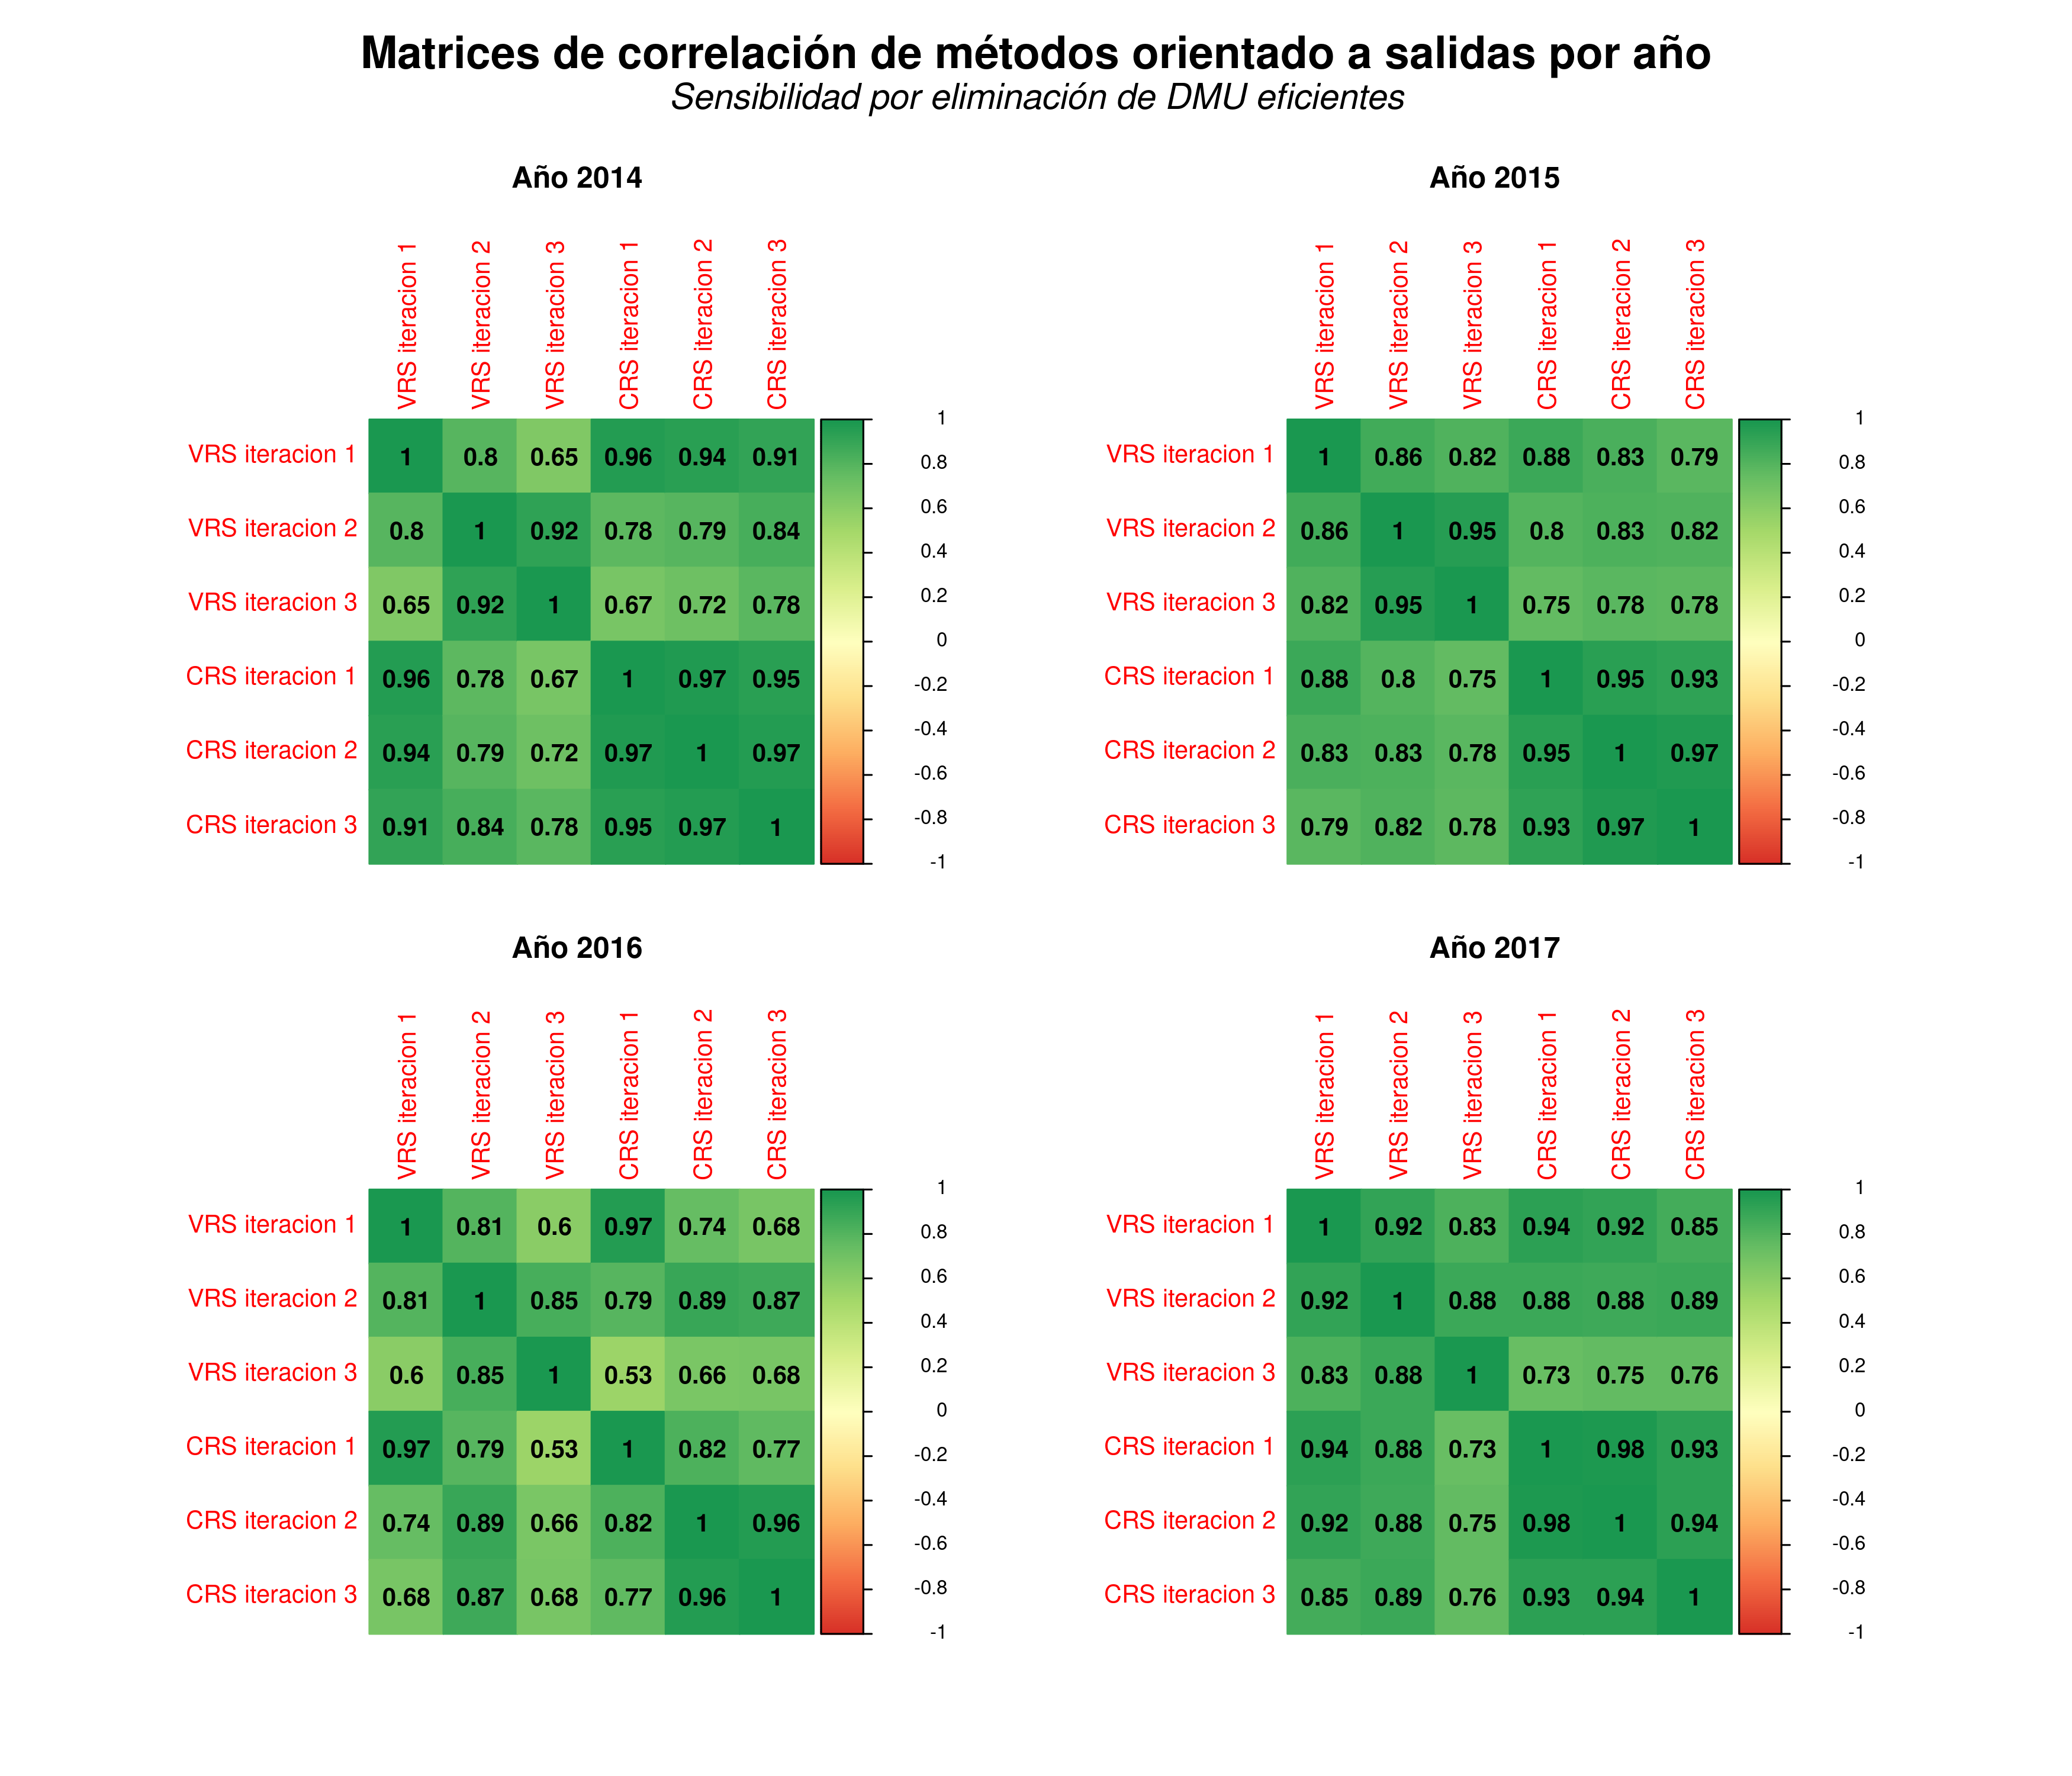 Matrices de correlación de métodos orientado a salidas por año
Sensibilidad por eliminación de DMU eficientes
Año 2014
VRS iteracion 1 VRS iteracion 2 VRS iteracion 3 CRS iteracion 1 CRS iteracion 2 CRS iteracion 3
VRS iteracion 1 1 0.8 0.65 0.96 0.94 0.91
VRS iteracion 2 0.8 1 0.92 0.78 0.79 0.84
VRS iteracion 3 0.65 0.92 1 0.67 0.72 0.78
CRS iteracion 1 0.96 0.78 0.67 1 0.97 0.95
CRS iteracion 2 0.94 0.79 0.72 0.97 1 0.97
CRS iteracion 3 0.91 0.84 0.78 0.95 0.97 1
1
0.8
0.6
0.4
0.2
0
-0.2
-0.4
-0.6
-0.8
-1
Año 2015
VRS iteracion 1 VRS iteracion 2 VRS iteracion 3 CRS iteracion 1 CRS iteracion 2 CRS iteracion 3
VRS iteracion 1 1 0.86 0.82 0.88 0.83 0.79
VRS iteracion 2 0.86 1 0.95 0.8 0.83 0.82
VRS iteracion 3 0.82 0.95 1 0.75 0.78 0.78
CRS iteracion 1 0.88 0.8 0.75 1 0.95 0.93
CRS iteracion 2 0.83 0.83 0.78 0.95 1 0.97
CRS iteracion 3 0.79 0.82 0.78 0.93 0.97 1
1
0.8
0.6
0.4
0.2
0
-0.2
-0.4
-0.6
-0.8
-1
Año 2016
VRS iteracion 1 VRS iteracion 2 VRS iteracion 3 CRS iteracion 1 CRS iteracion 2 CRS iteracion 3
VRS iteracion 1 1 0.81 0.6 0.97 0.74 0.68
VRS iteracion 2 0.81 1 0.85 0.79 0.89 0.87
VRS iteracion 3 0.6 0.85 1 0.53 0.66 0.68
CRS iteracion 1 0.97 0.79 0.53 1 0.82 0.77
CRS iteracion 2 0.74 0.89 0.66 0.82 1 0.96
CRS iteracion 3 0.68 0.87 0.68 0.77 0.96 1
1
0.8
0.6
0.4
0.2
0
-0.2
-0.4
-0.6
-0.8
-1
Año 2017
VRS iteracion 1 VRS iteracion 2 VRS iteracion 3 CRS iteracion 1 CRS iteracion 2 CRS iteracion 3
VRS iteracion 1 1 0.92 0.83 0.94 0.92 0.85
VRS iteracion 2 0.92 1 0.88 0.88 0.88 0.89
VRS iteracion 3 0.83 0.88 1 0.73 0.75 0.76
CRS iteracion 1 0.94 0.88 0.73 1 0.98 0.93
CRS iteracion 2 0.92 0.88 0.75 0.98 1 0.94
CRS iteracion 3 0.85 0.89 0.76 0.93 0.94 1
1
0.8
0.6
0.4
0.2
0
-0.2
-0.4
-0.6
-0.8
-1